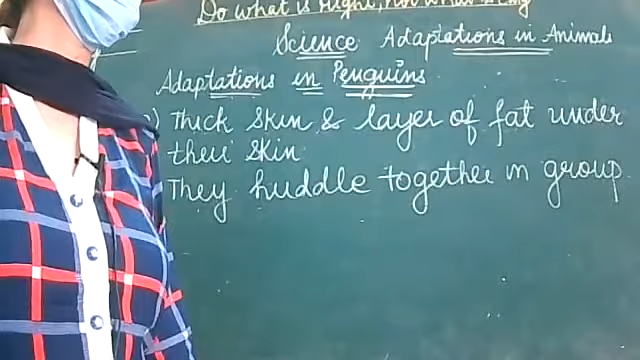 Do what is right, not what is
Science Adaptations in Animals
Adaptations in Penguins
) Thick skin & layer of fat under
their skin
They huddle together in group.